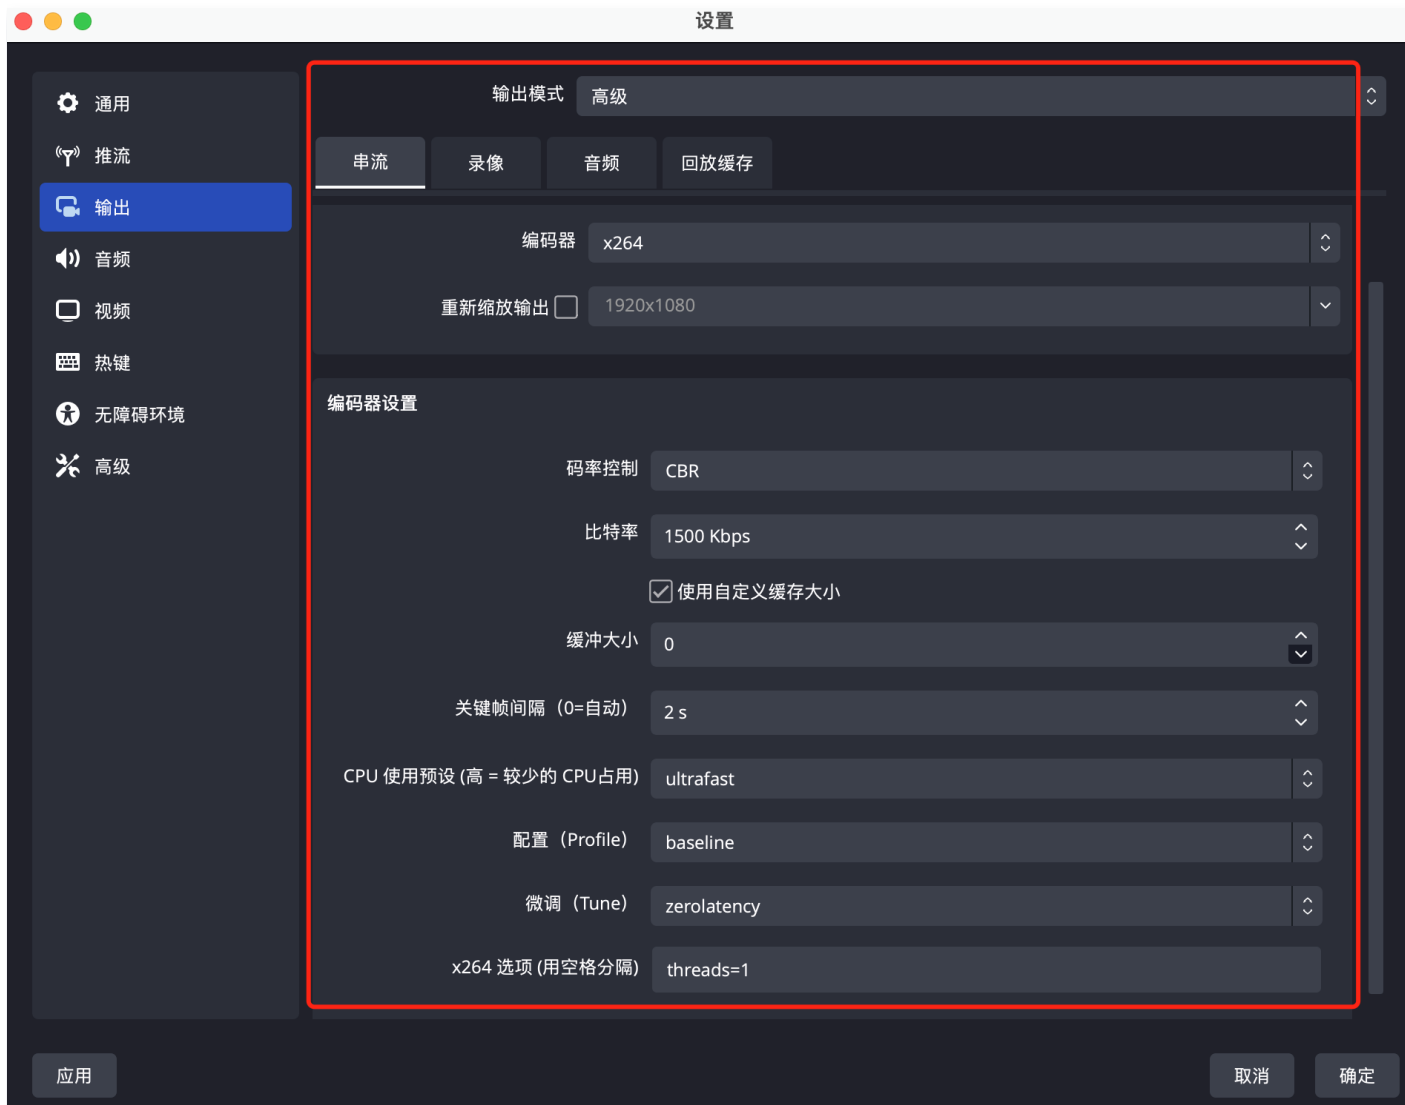 设置
通用
推流
输出
音频
视频
热键
无障碍环境
高级
输出模式 高级
串流 录像 音频 回放缓存
编码器 x264
重新缩放输出 1920x1080
编码器设置
码率控制 CBR
比特率 1500 Kbps
使用自定义缓存大小
缓冲大小 0
关键帧间隔（0=自动） 2 s
CPU 使用预设 (高 = 较少的 CPU占用) ultrafast
配置（Profile） baseline
微调（Tune） zerolatency
x264 选项 (用空格分隔) threads=1
应用 取消 确定